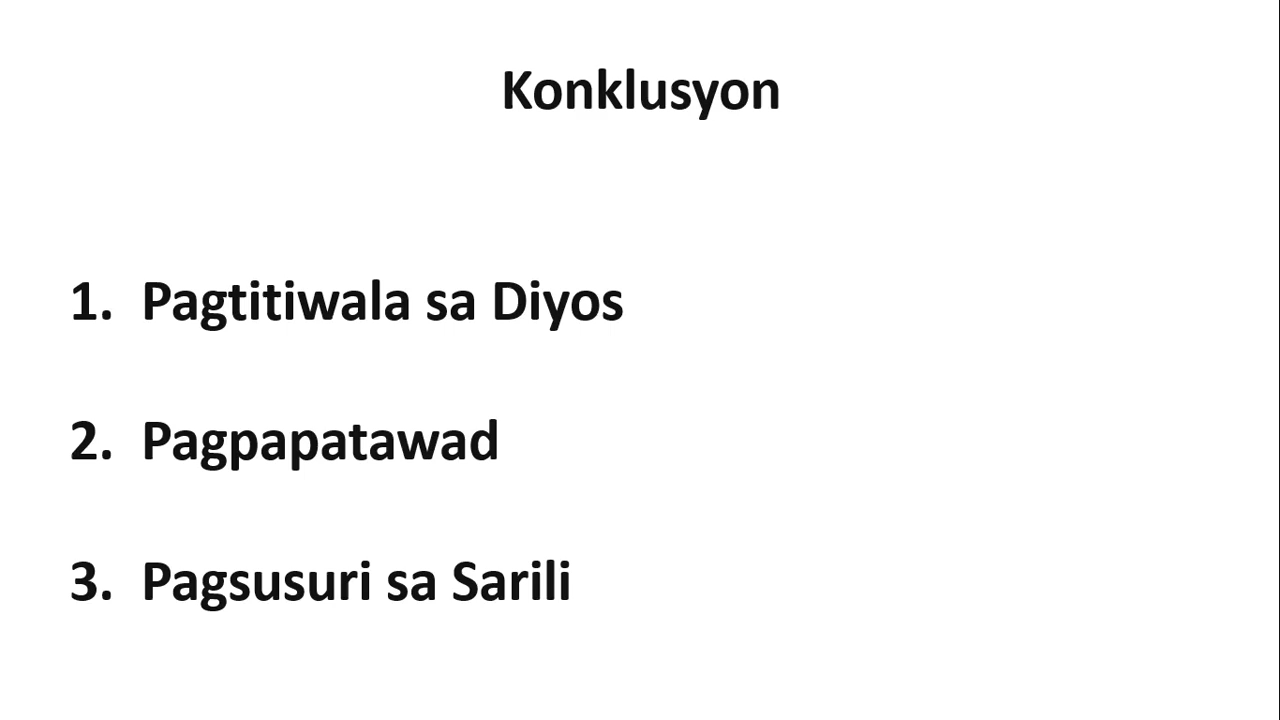 Konklusyon
1. Pagtitiwala sa Diyos
2. Pagpapatawad
3. Pagsusuri sa Sarili